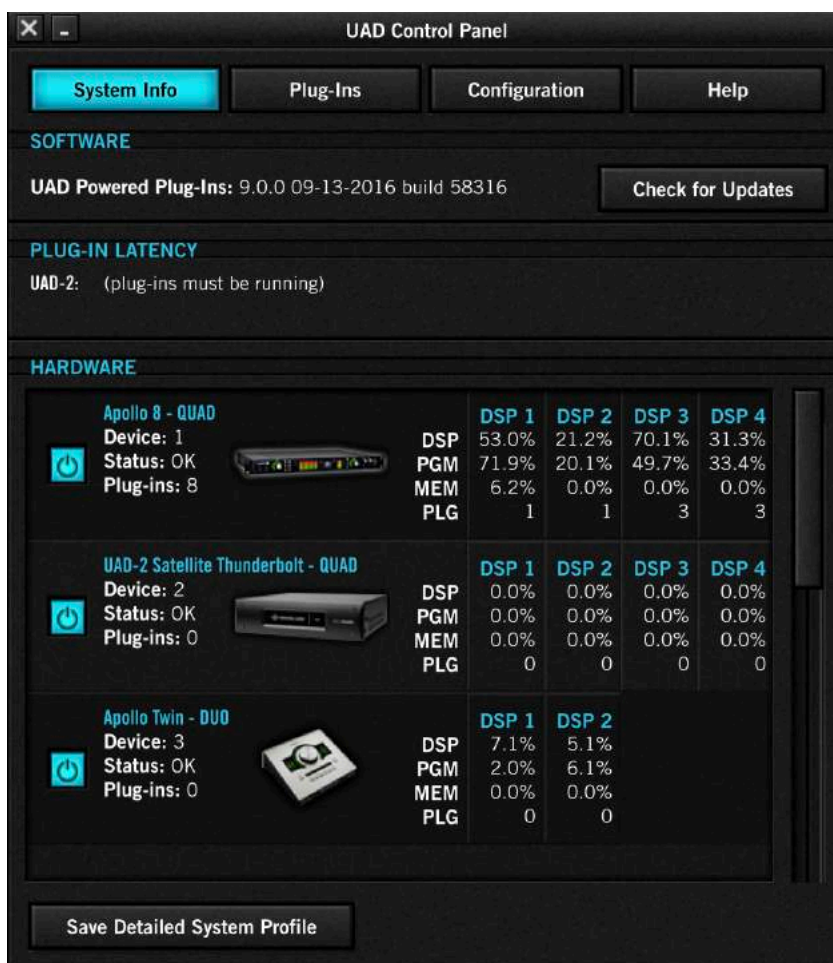 UAD Control Panel
System Info Plug-Ins Configuration Help
SOFTWARE
UAD Powered Plug-Ins: 9.0.0 09-13-2016 build 58316 Check for Updates
PLUG-IN LATENCY
UAD-2: (plug-ins must be running)
HARDWARE
Apollo 8 - QUAD DSP 1 DSP 2 DSP 3 DSP 4
Device: 1 DSP 53.0% 21.2% 70.1% 31.3%
Status: OK PGM 71.9% 20.1% 49.7% 33.4%
Plug-ins: 8 MEM 6.2% 0.0% 0.0% 0.0%
PLG 1 1 3 3
UAD-2 Satellite Thunderbolt - QUAD DSP 1 DSP 2 DSP 3 DSP 4
Device: 2 DSP 0.0% 0.0% 0.0% 0.0%
Status: OK PGM 0.0% 0.0% 0.0% 0.0%
Plug-ins: 0 MEM 0.0% 0.0% 0.0% 0.0%
PLG 0 0 0 0
Apollo Twin - DUO DSP 1 DSP 2
Device: 3 DSP 7.1% 5.1%
Status: OK PGM 2.0% 6.1%
Plug-ins: 0 MEM 0.0% 0.0%
PLG 0 0
Save Detailed System Profile